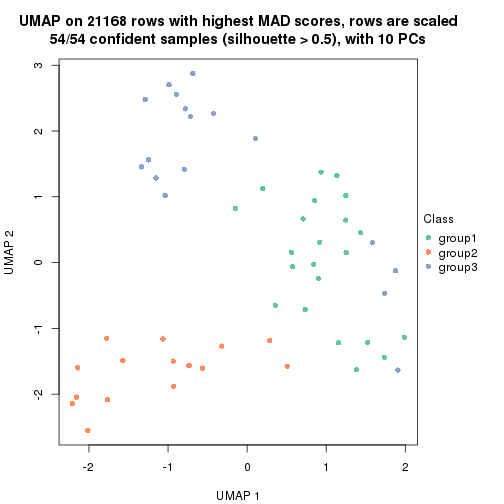 UMAP on 21168 rows with highest MAD scores, rows are scaled
54/54 confident samples (silhouette > 0.5), with 10 PCs
3
2
1
0
-1
-2
UMAP 2
-2
-1
0
1
2
UMAP 1
Class
group1
group2
group3